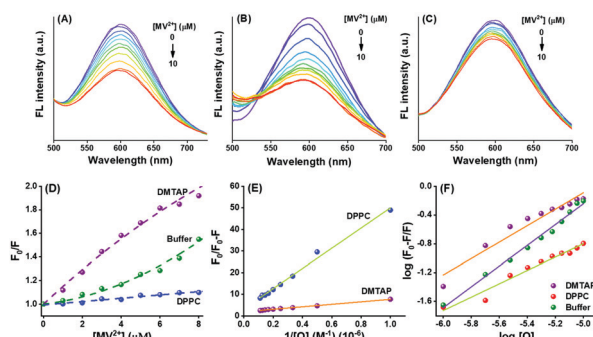 (A)
[MV²⁺] (μM)
0
10
FL intensity (a.u.)
500 550 600 650 700
Wavelength (nm)
(B)
[MV²⁺] (μM)
0
10
FL intensity (a.u.)
500 550 600 650 700
Wavelength (nm)
(C)
[MV²⁺] (μM)
0
10
FL intensity (a.u.)
500 550 600 650 700
Wavelength (nm)
(D)
DMTAP
Buffer
DPPC
F₀/F
2.0
1.8
1.6
1.4
1.2
1.0
0 2 4 6 8
[MV²⁺] (μM)
(E)
DPPC
DMTAP
F₀/F₀-F
60
50
40
30
20
10
0
0.2 0.4 0.6 0.8 1.0
1/[Q] (M⁻¹) (10⁻⁶)
(F)
DMTAP
DPPC
Buffer
log (F₀-F/F)
0.0
-0.4
-0.8
-1.2
-1.6
-6.0 -5.8 -5.6 -5.4 -5.2 -5.0
log [Q]